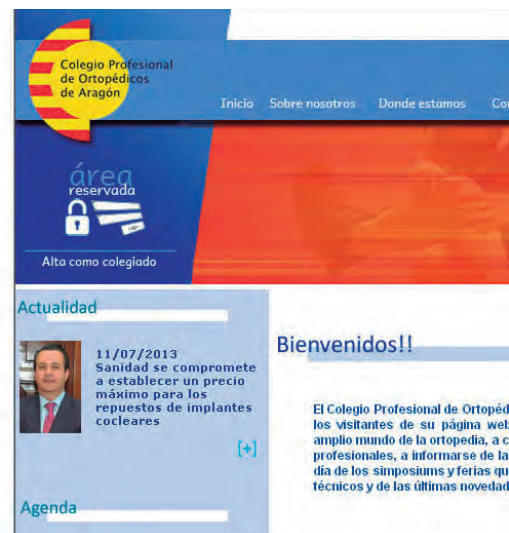 Colegio Profesional
de Ortopédicos
de Aragón
Inicio Sobre nosotros Donde estamos
área
reservada
Alta como colegiado
Actualidad
11/07/2013
Sanidad se compromete
a establecer un precio
máximo para los
repuestos de implantes
cocleares
[+]
Agenda
Bienvenidos!!
El Colegio Profesional de Ortopéd
los visitantes de su página web
amplio mundo de la ortopedia, a c
profesionales, a informarse de la
día de los simposiums y ferias qu
técnicos y de las últimas novedad